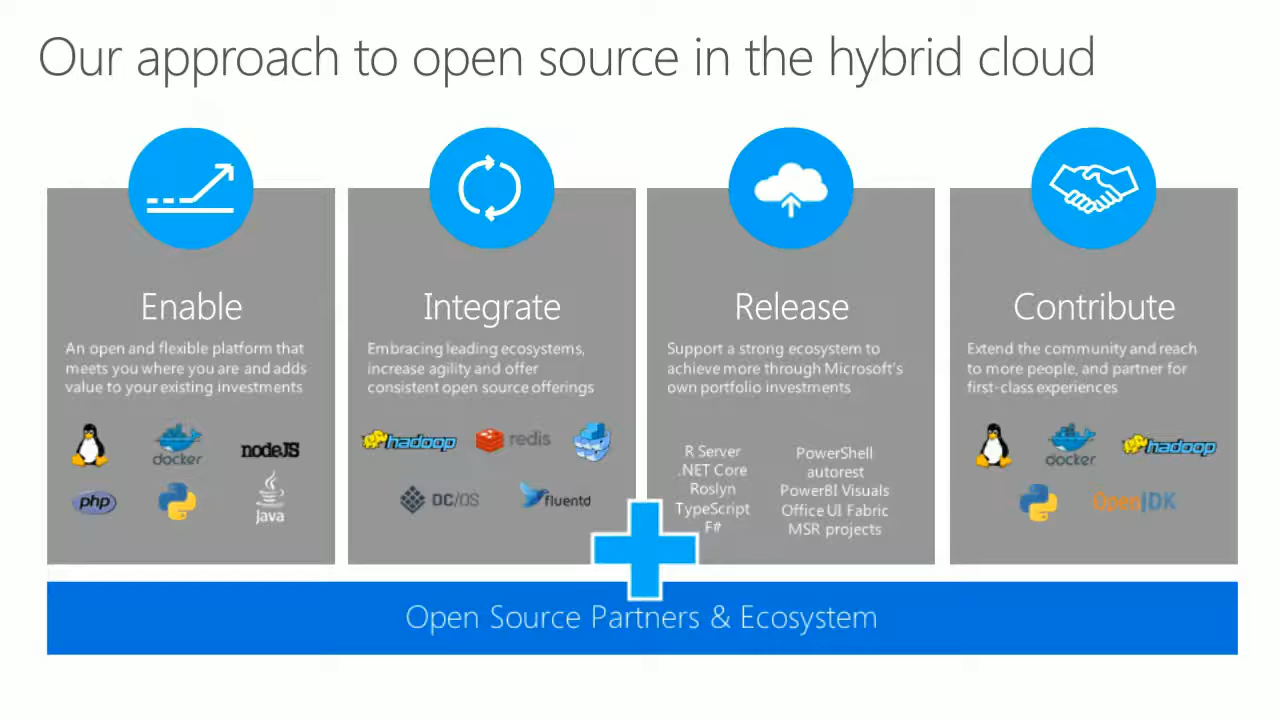 Our approach to open source in the hybrid cloud
Enable
An open and flexible platform that
meets you where you are and adds
value to your existing investments
docker
nodeJS
php
Java
Integrate
Embracing leading ecosystems,
increase agility and offer
consistent open source offerings
hadoop
redis
DC/OS
fluentd
Release
Support a strong ecosystem to
achieve more through Microsoft's
own portfolio investments
R Server
.NET Core
Roslyn
TypeScript
F#
PowerShell
autorest
PowerBI Visuals
Office UI Fabric
MSR projects
Contribute
Extend the community and reach
to more people, and partner for
first-class experiences
docker
hadoop
OpenJDK
Open Source Partners & Ecosystem